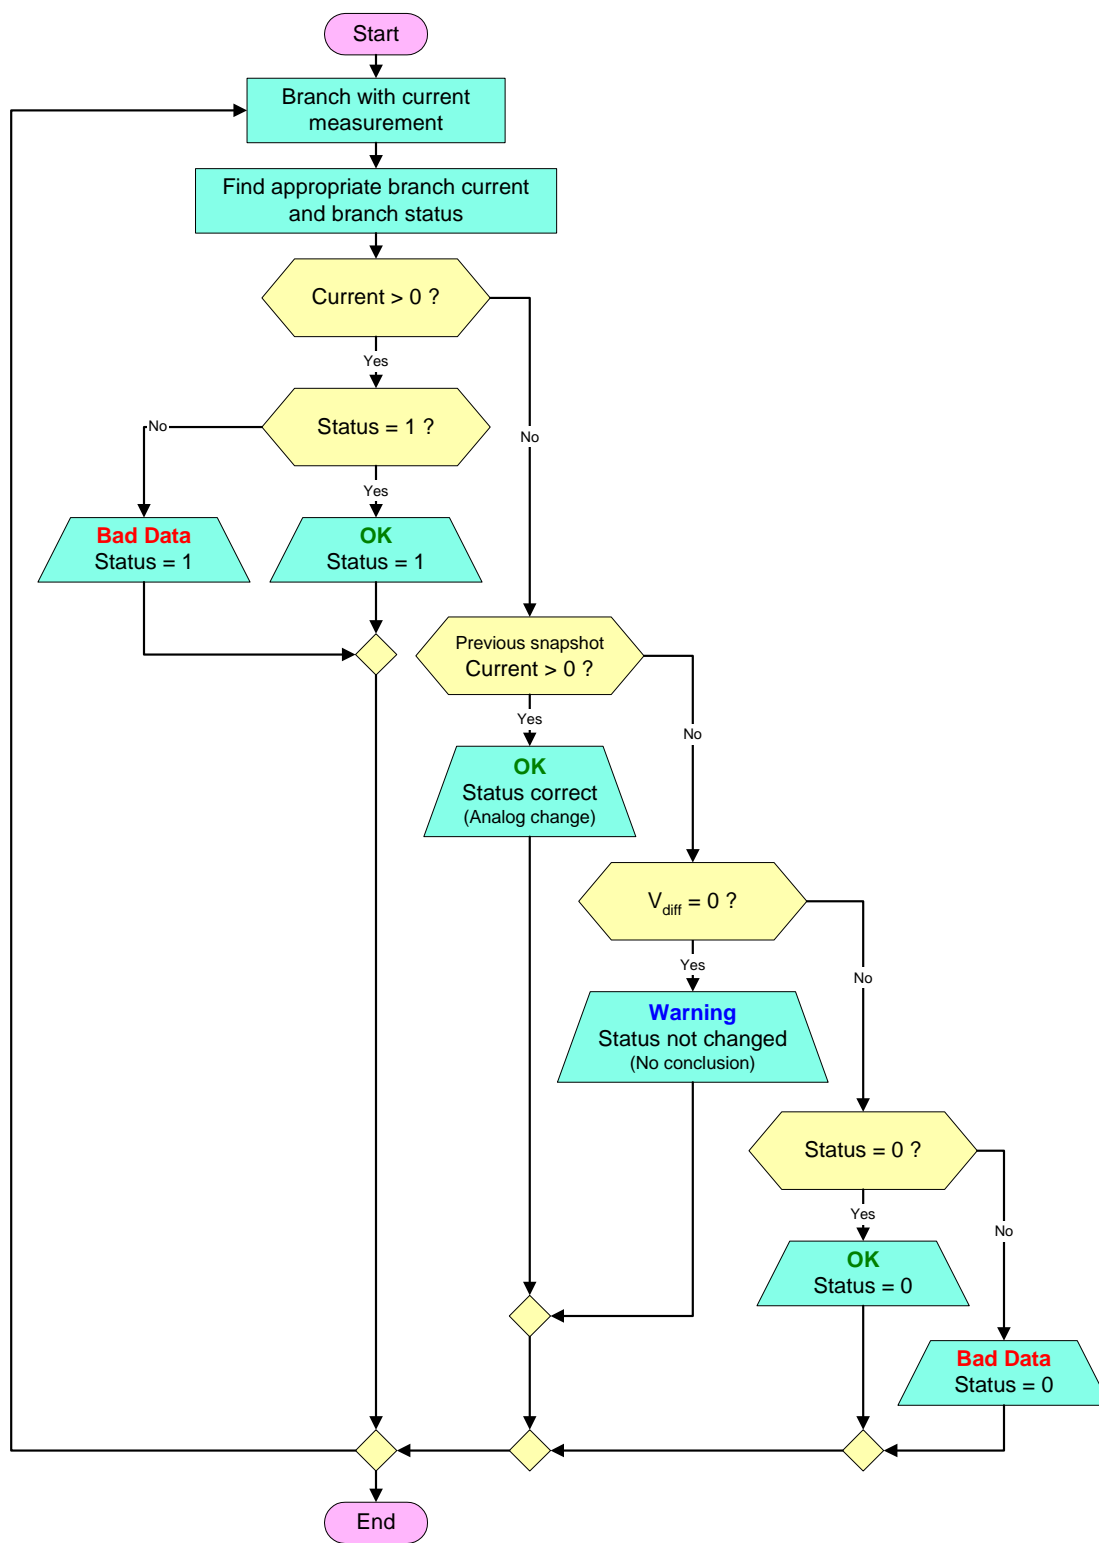 Start
Branch with current
measurement
Find appropriate branch current
and branch status
Current > 0 ?
Yes
No
Status = 1 ?
No
Yes
Bad Data
Status = 1
OK
Status = 1
Previous snapshot
Current > 0 ?
Yes
No
OK
Status correct
(Analog change)
Vdiff = 0 ?
Yes
No
Warning
Status not changed
(No conclusion)
Status = 0 ?
Yes
No
OK
Status = 0
Bad Data
Status = 0
End